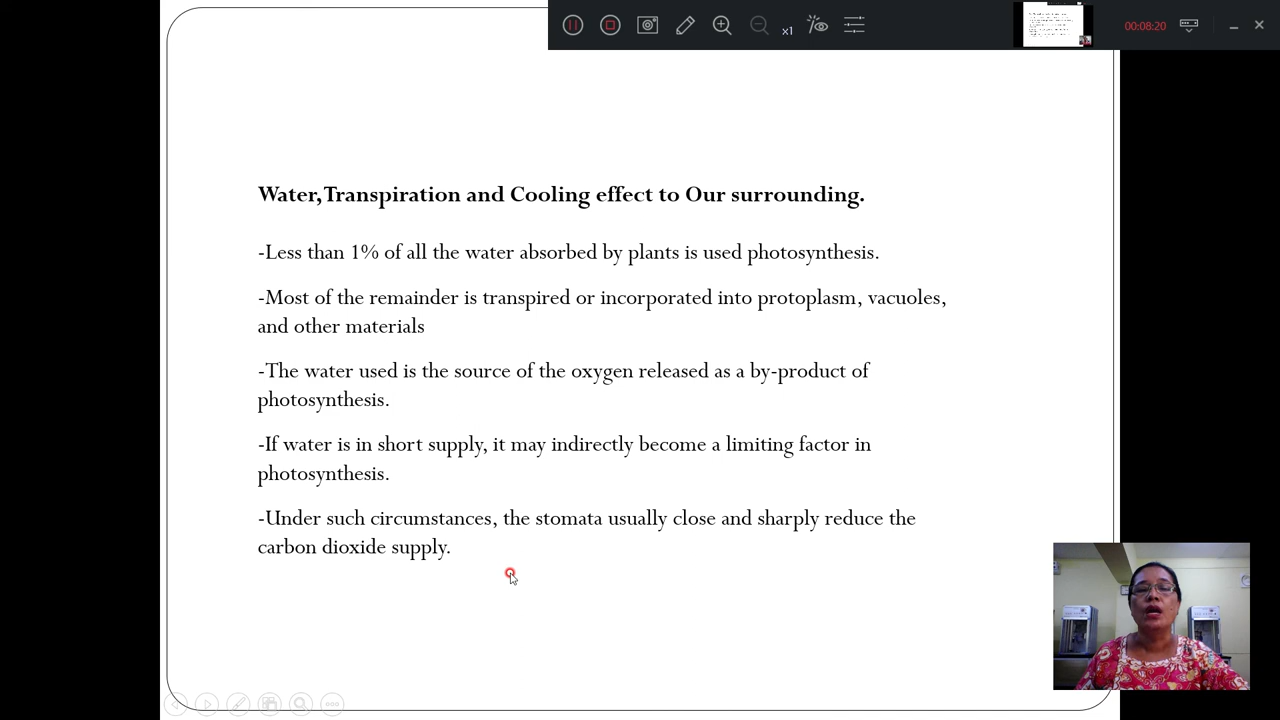 x1
00:08:20
Water,Transpiration and Cooling effect to Our surrounding.
-Less than 1% of all the water absorbed by plants is used photosynthesis.
-Most of the remainder is transpired or incorporated into protoplasm, vacuoles,
and other materials
-The water used is the source of the oxygen released as a by-product of
photosynthesis.
-If water is in short supply, it may indirectly become a limiting factor in
photosynthesis.
-Under such circumstances, the stomata usually close and sharply reduce the
carbon dioxide supply.